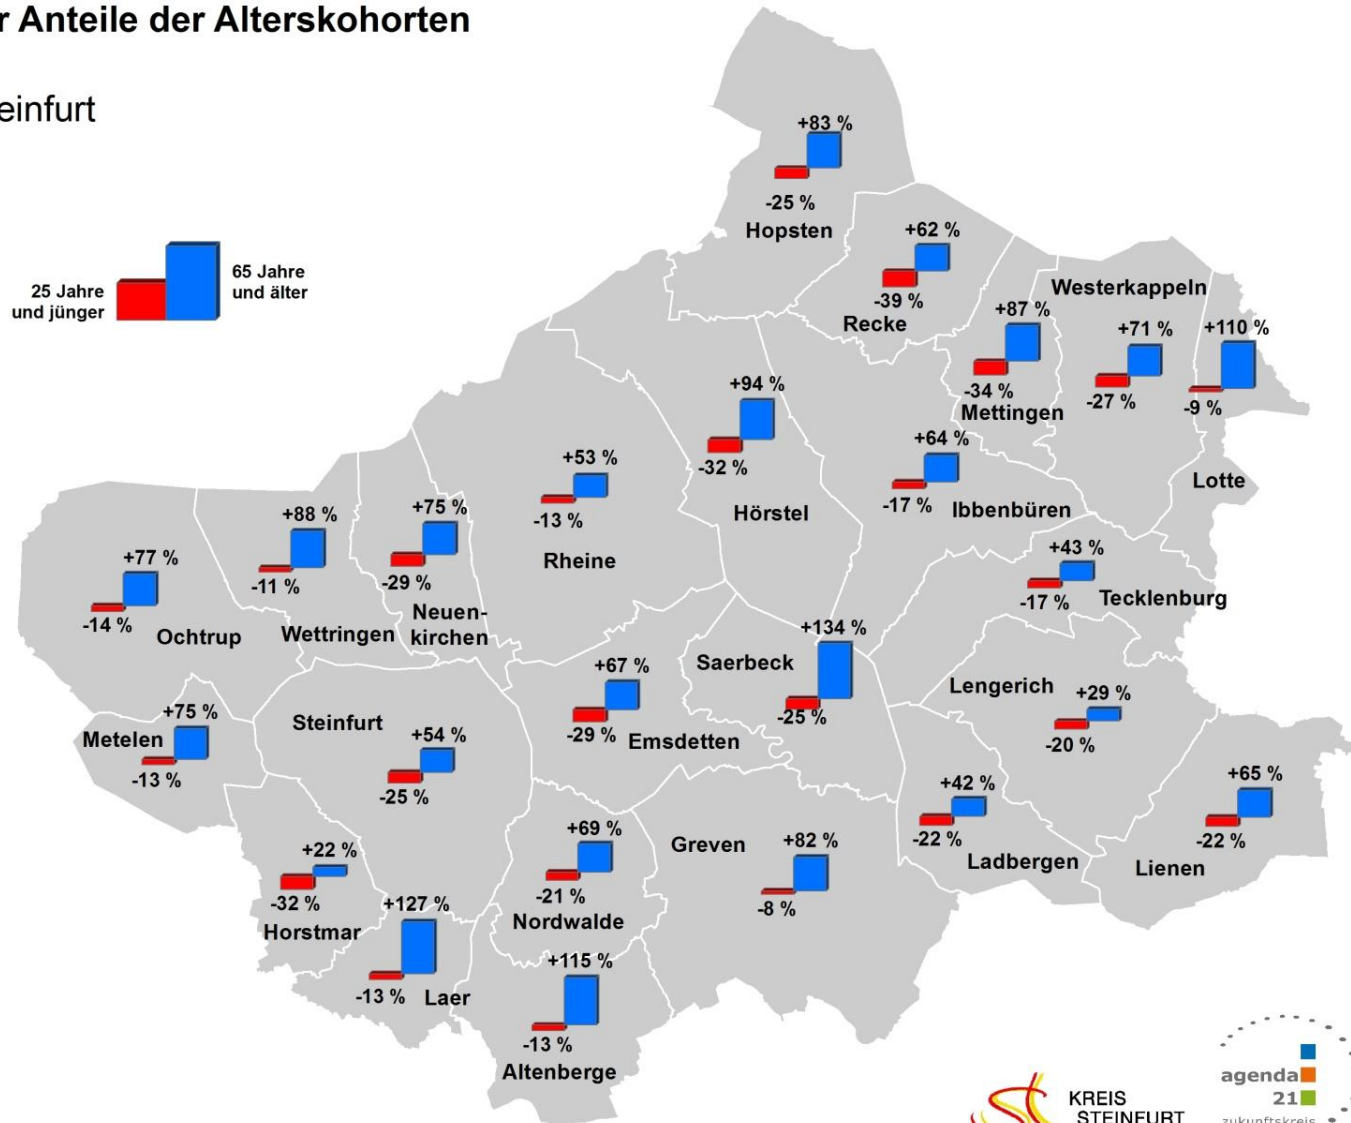 r Anteile der Alterskohorten
einfurt
25 Jahre
und jünger
65 Jahre
und älter
+83 %
-25 %
Hopsten
+62 %
-39 %
Recke
Westerkappeln
+87 %
-34 %
Mettingen
+71 %
-27 %
+110 %
-9 %
Lotte
+94 %
-32 %
Hörstel
+64 %
-17 %
Ibbenbüren
+53 %
-13 %
Rheine
+75 %
-29 %
Neuen-
kirchen
+88 %
-11 %
Wettringen
+77 %
-14 %
Ochtrup
+43 %
-17 %
Tecklenburg
+134 %
Saerbeck
-25 %
+67 %
-29 %
Emsdetten
Lengerich
+29 %
-20 %
+75 %
Metelen
-13 %
Steinfurt
+54 %
-25 %
+65 %
-22 %
Lienen
+42 %
-22 %
Ladbergen
Greven
+82 %
-8 %
+69 %
-21 %
Nordwalde
+22 %
-32 %
Horstmar
+127 %
-13 %
Laer
+115 %
-13 %
Altenberge
KREIS
STEINFURT
agenda
21
zukunftskreis